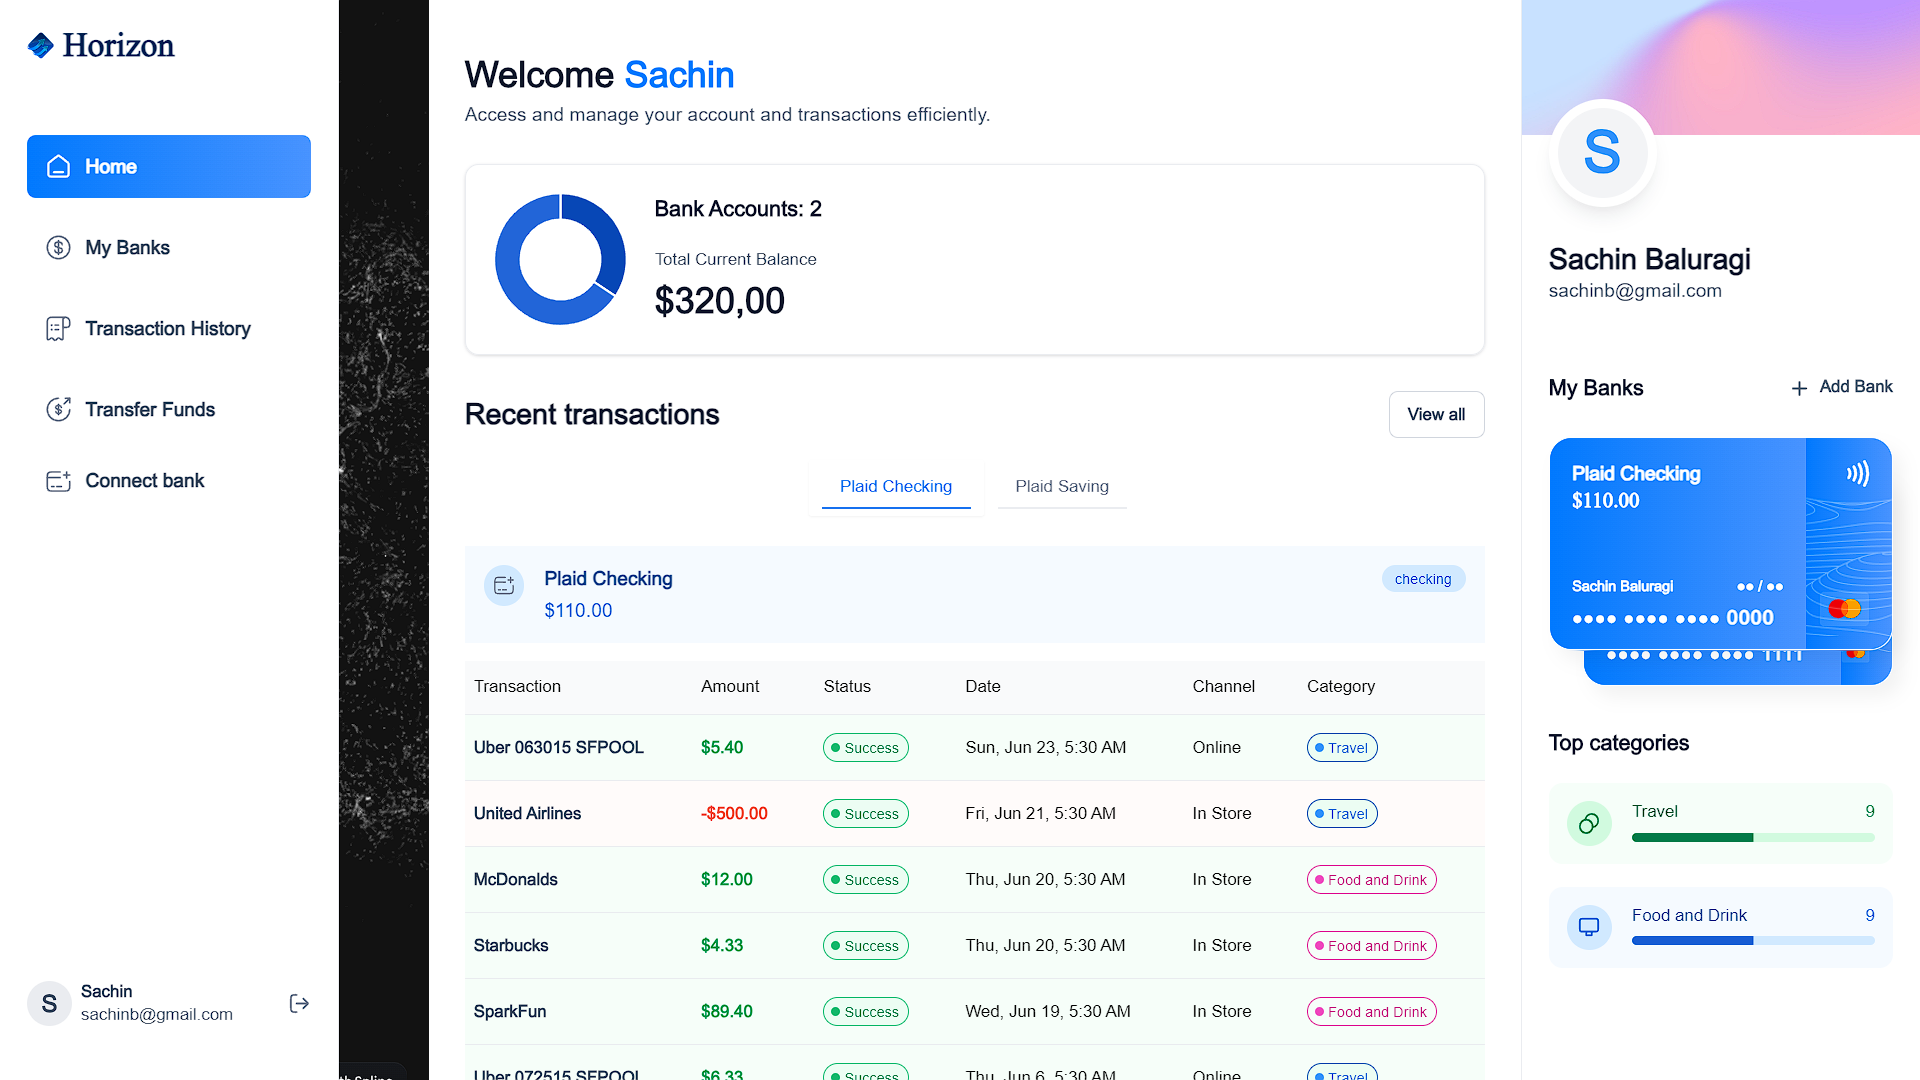 Horizon
Home
My Banks
Transaction History
Transfer Funds
Connect bank
S
Sachin
sachinb@gmail.com
Welcome Sachin
Access and manage your account and transactions efficiently.
Bank Accounts: 2
Total Current Balance
$320,00
Recent transactions
View all
Plaid Checking
Plaid Saving
Plaid Checking
$110.00
checking
Transaction Amount Status Date Channel Category
Uber 063015 SFPOOL $5.40 Success Sun, Jun 23, 5:30 AM Online Travel
United Airlines -$500.00 Success Fri, Jun 21, 5:30 AM In Store Travel
McDonalds $12.00 Success Thu, Jun 20, 5:30 AM In Store Food and Drink
Starbucks $4.33 Success Thu, Jun 20, 5:30 AM In Store Food and Drink
SparkFun $89.40 Success Wed, Jun 19, 5:30 AM In Store Food and Drink
Uber 072515 SFPOOL $6.33 Success Thu, Jun 6, 5:30 AM Online Travel
S
Sachin Baluragi
sachinb@gmail.com
My Banks
+ Add Bank
Plaid Checking
$110.00
Sachin Baluragi ●● / ●●
●●●● ●●●● ●●●● 0000
●●●● ●●●● ●●●● 1111
Top categories
Travel 9
Food and Drink 9